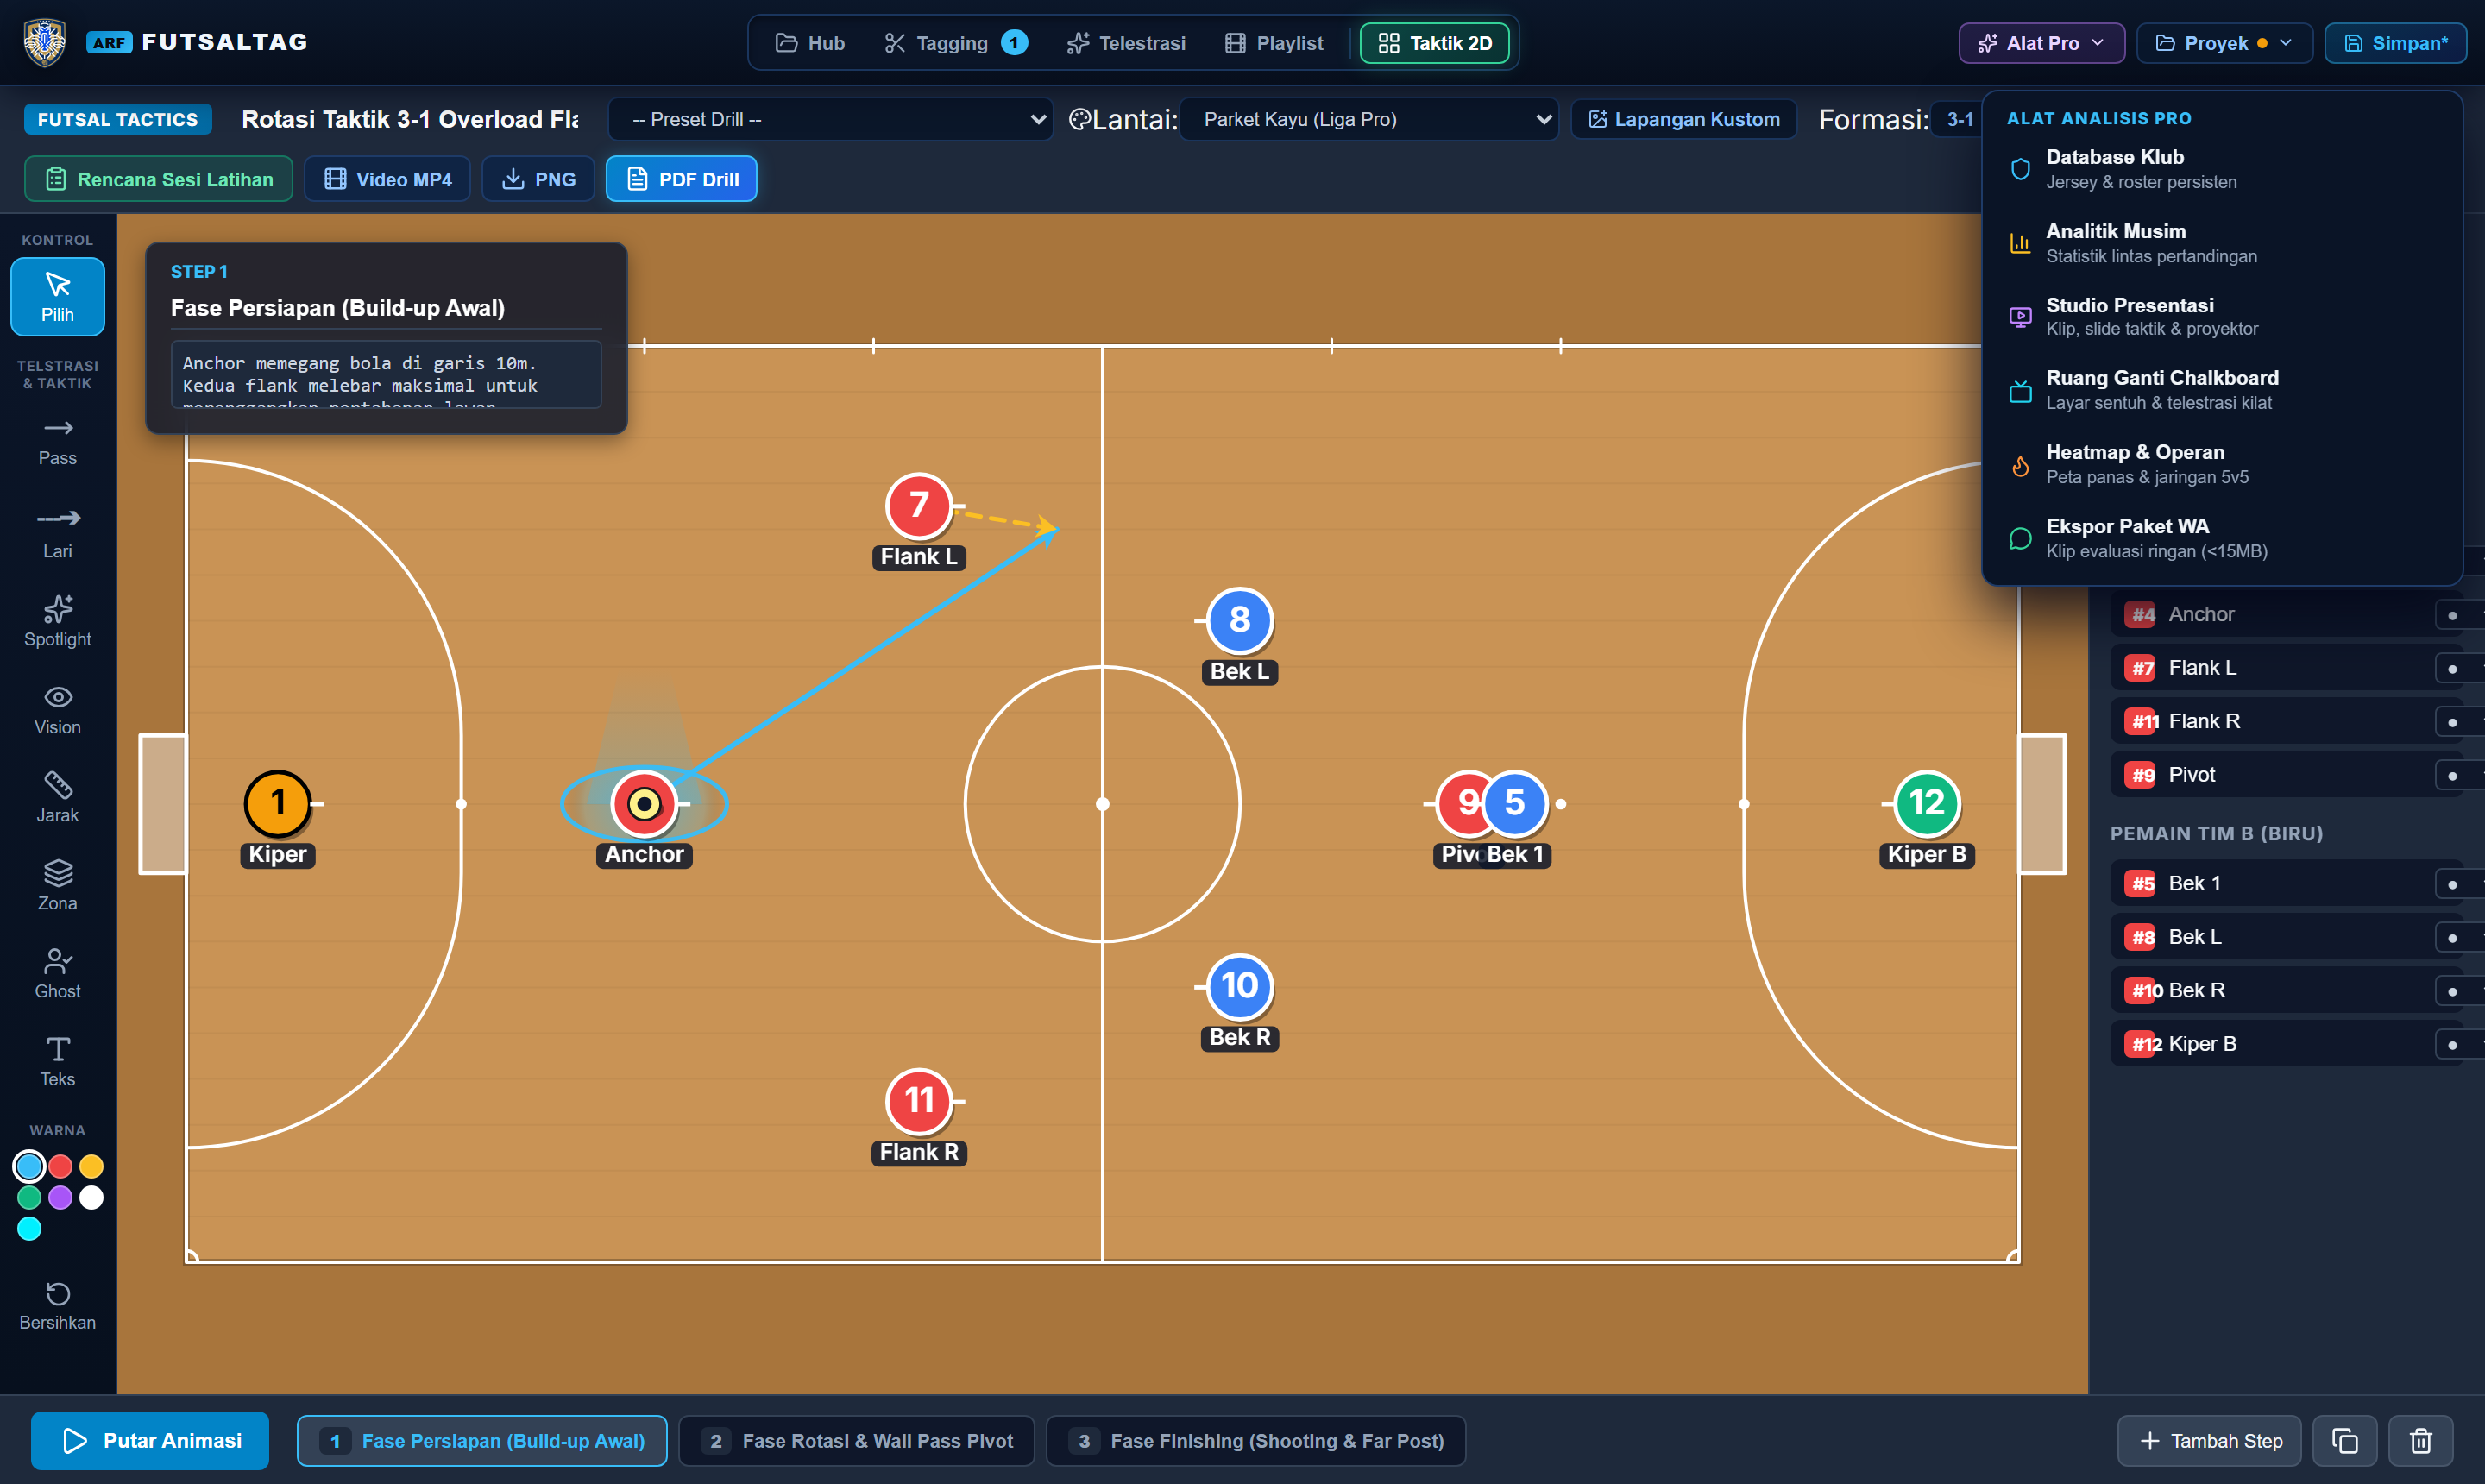 ARF FUTSALTAG
Hub
Tagging 1
Telestrasi
Playlist
Taktik 2D
Alat Pro
Proyek
Simpan*
FUTSAL TACTICS
Rotasi Taktik 3-1 Overload Fla
-- Preset Drill --
Lantai:
Parket Kayu (Liga Pro)
Lapangan Kustom
Formasi:
3-1
Rencana Sesi Latihan
Video MP4
PNG
PDF Drill
ALAT ANALISIS PRO
Database Klub
Jersey & roster persisten
Analitik Musim
Statistik lintas pertandingan
Studio Presentasi
Klip, slide taktik & proyektor
Ruang Ganti Chalkboard
Layar sentuh & telestrasi kilat
Heatmap & Operan
Peta panas & jaringan 5v5
Ekspor Paket WA
Klip evaluasi ringan (<15MB)
KONTROL
Pilih
TELSTRASI
& TAKTIK
Pass
Lari
Spotlight
Vision
Jarak
Zona
Ghost
Teks
WARNA
Bersihkan
STEP 1
Fase Persiapan (Build-up Awal)
Anchor memegang bola di garis 10m.
Kedua flank melebar maksimal untuk
7
Flank L
8
Bek L
1
Kiper
Anchor
9
5
Bek 1
12
Kiper B
10
Bek R
11
Flank R
#4 Anchor
#7 Flank L
#11 Flank R
#9 Pivot
PEMAIN TIM B (BIRU)
#5 Bek 1
#8 Bek L
#10 Bek R
#12 Kiper B
Putar Animasi
1 Fase Persiapan (Build-up Awal)
2 Fase Rotasi & Wall Pass Pivot
3 Fase Finishing (Shooting & Far Post)
Tambah Step